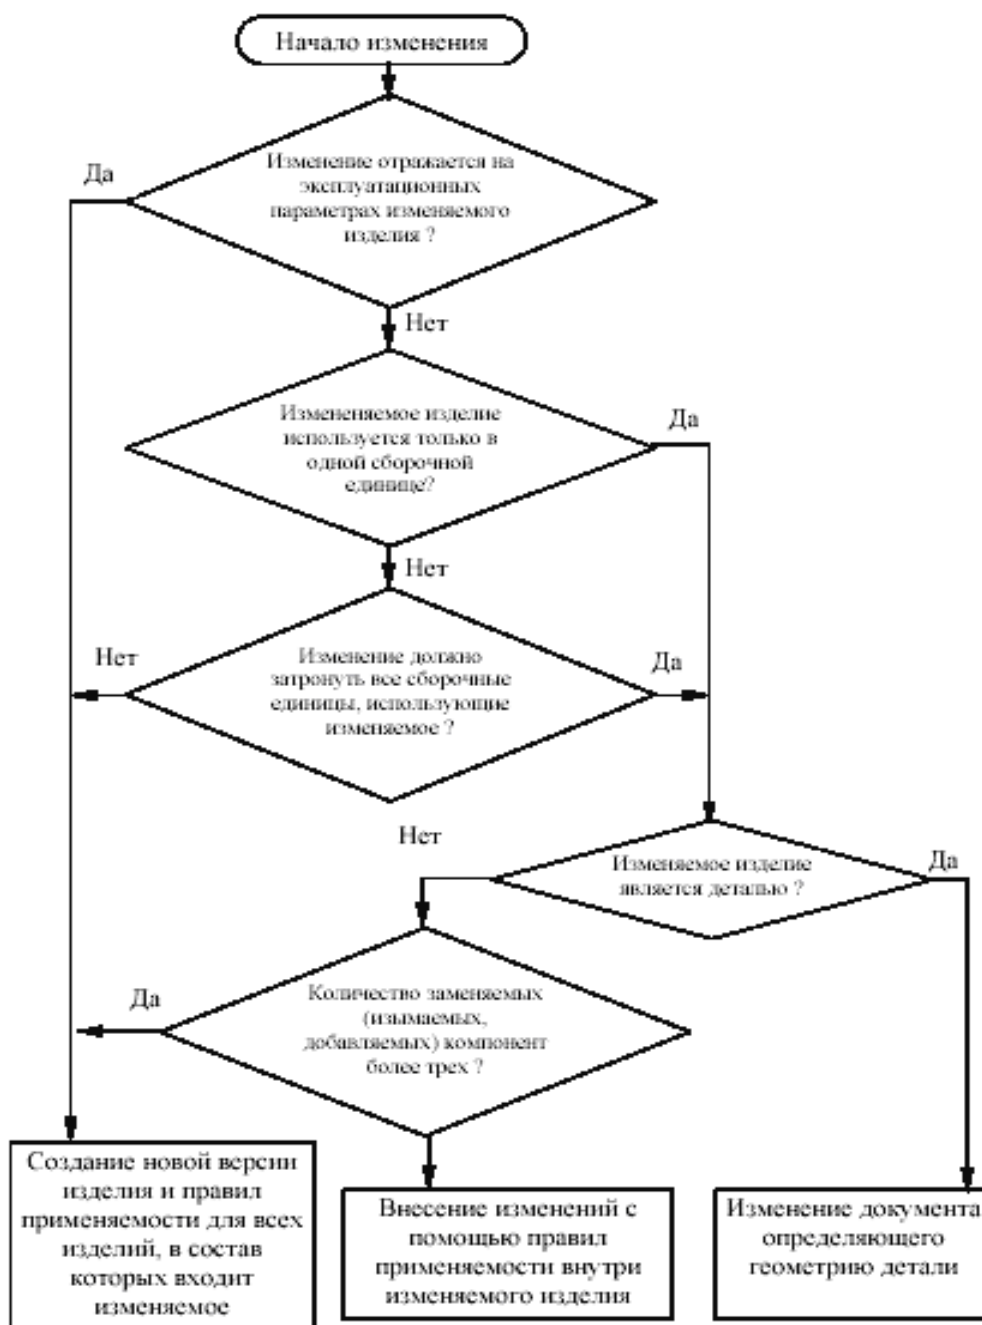 Начало изменения
Да
Изменение отражается на
эксплуатационных
параметрах изменяемого
изделия ?
Нет
Измененяемое изделие
используется только в
одной сборочной
единице?
Да
Нет
Нет
Изменение должно
затронуть все сборочные
единицы, использующие
изменяемое ?
Да
Нет
Изменяемое изделие
является деталью ?
Да
Да
Количество заменяемых
(изымаемых,
добавляемых) компонент
более трех ?
Создание новой версии
изделия и правил
применяемости для всех
изделий, в состав
которых входит
изменяемое
Внесение изменений с
помощью правил
применяемости внутри
изменяемого изделия
Изменение документа
определяющего
геометрию детали